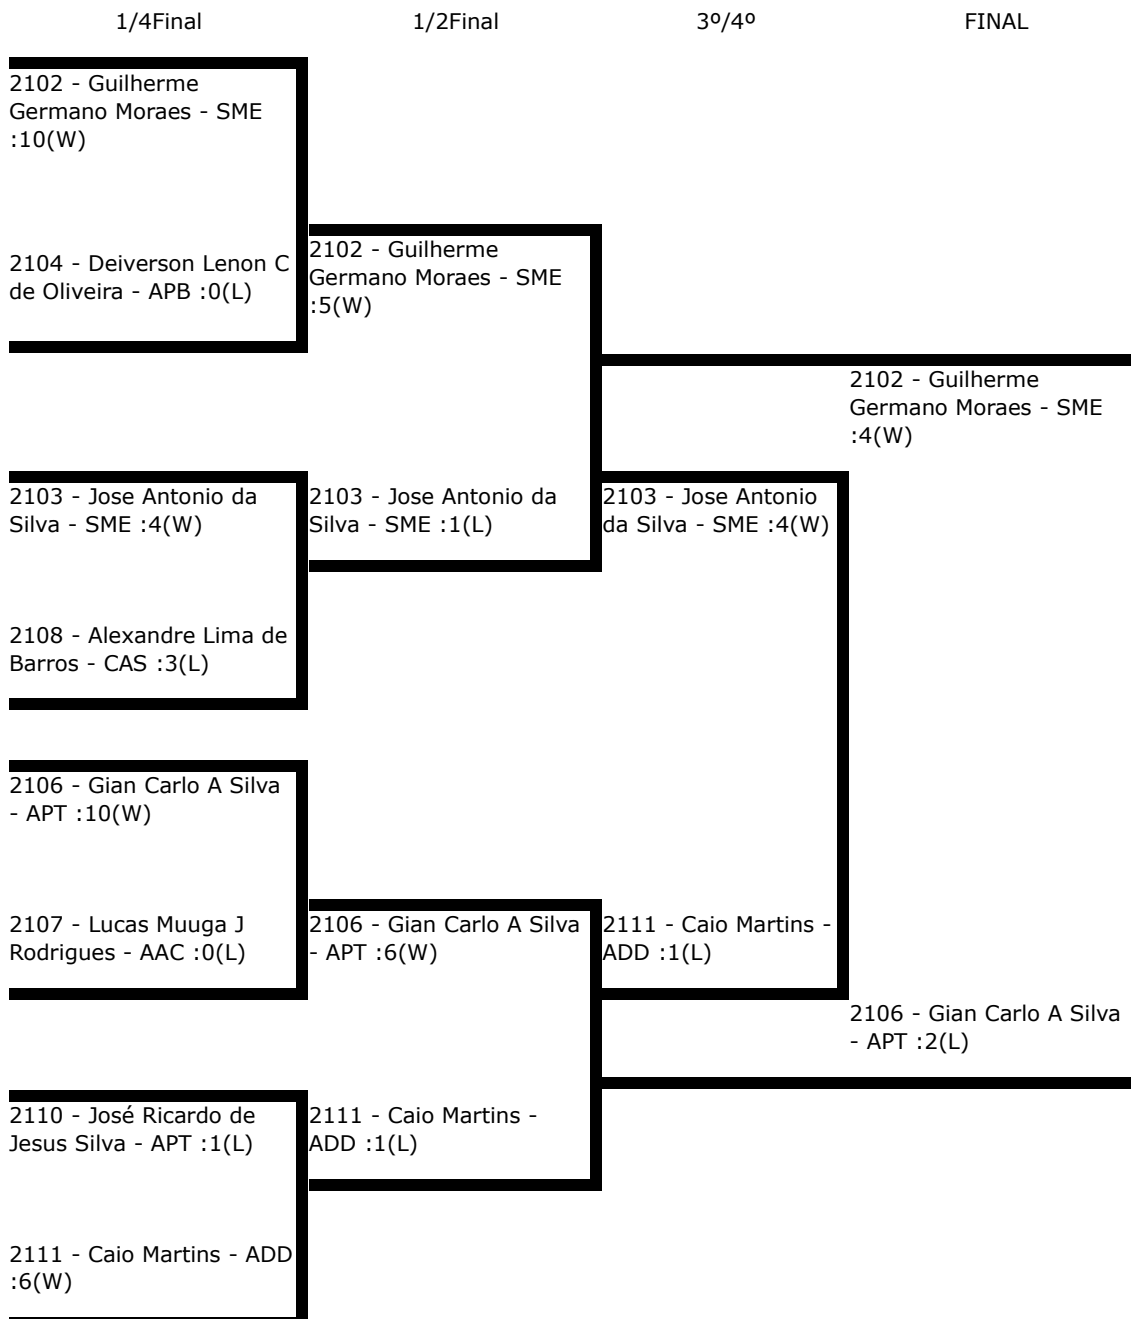 1/4Final
1/2Final
3º/4º
FINAL
2102 - Guilherme
Germano Moraes - SME
:10(W)
2104 - Deiverson Lenon C
de Oliveira - APB :0(L)
2103 - Jose Antonio da
Silva - SME :4(W)
2108 - Alexandre Lima de
Barros - CAS :3(L)
2106 - Gian Carlo A Silva
- APT :10(W)
2107 - Lucas Muuga J
Rodrigues - AAC :0(L)
2110 - José Ricardo de
Jesus Silva - APT :1(L)
2111 - Caio Martins - ADD
:6(W)
2102 - Guilherme
Germano Moraes - SME
:5(W)
2103 - Jose Antonio da
Silva - SME :1(L)
2106 - Gian Carlo A Silva
- APT :6(W)
2111 - Caio Martins -
ADD :1(L)
2103 - Jose Antonio
da Silva - SME :4(W)
2111 - Caio Martins -
ADD :1(L)
2102 - Guilherme
Germano Moraes - SME
:4(W)
2106 - Gian Carlo A Silva
- APT :2(L)